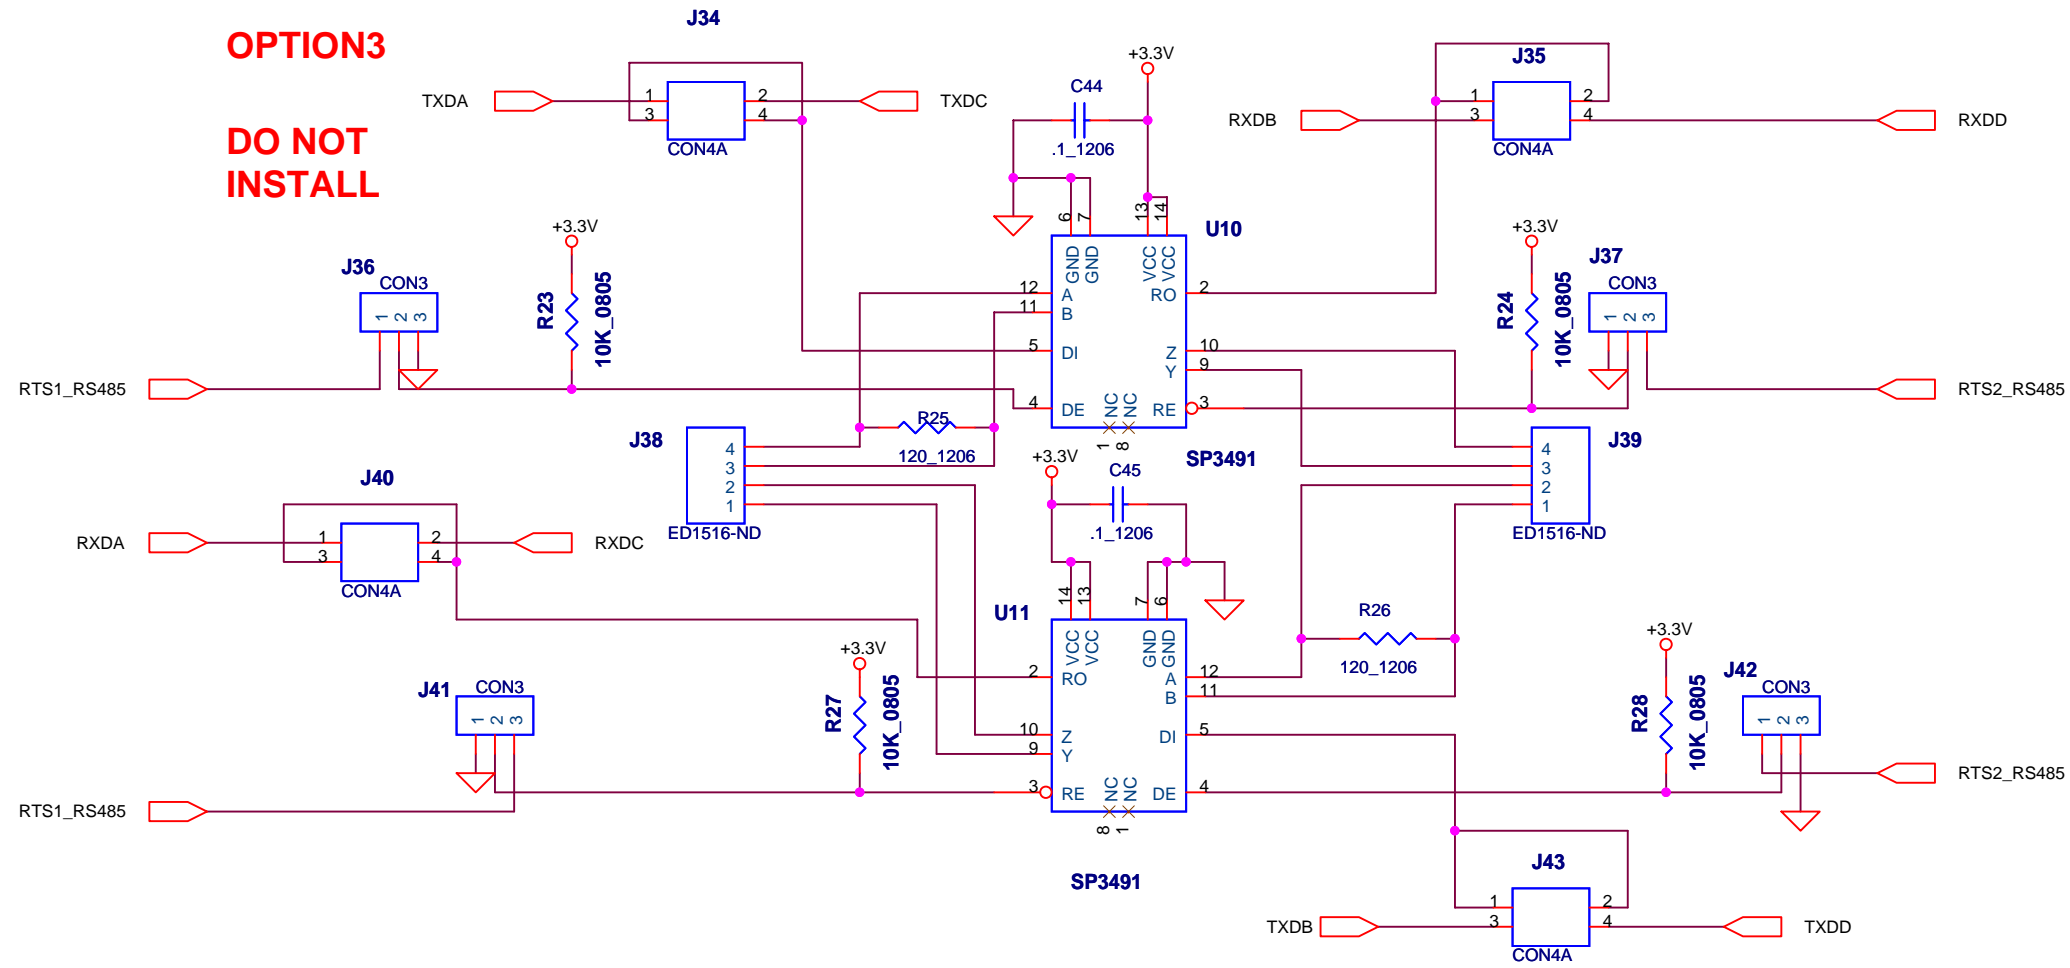 OPTION3
DO NOT
INSTALL
J34
TXDA
1
3
2
4
TXDC
CON4A
+3.3V
C44
.1_1206
J35
RXDB
1
3
2
4
RXDD
CON4A
J36
CON3
1 2 3
RTS1_RS485
+3.3V
R23
10K_0805
U10
6
7
13
14
GND
GND
VCC
VCC
12
A
11
B
5
DI
4
DE
RO
2
Z
10
Y
9
RE
3
NC
NC
1
8
SP3491
+3.3V
R24
10K_0805
J37
CON3
1 2 3
RTS2_RS485
J38
4
3
2
1
ED1516-ND
R25
120_1206
J39
4
3
2
1
ED1516-ND
J40
RXDA
1
3
2
4
RXDC
CON4A
+3.3V
C45
.1_1206
U11
14
13
7
6
VCC
VCC
GND
GND
2
RO
10
Z
9
Y
3
RE
A
12
B
11
DI
5
DE
4
NC
NC
8
1
SP3491
R26
120_1206
J41
CON3
1 2 3
RTS1_RS485
+3.3V
R27
10K_0805
+3.3V
R28
10K_0805
J42
CON3
1 2 3
RTS2_RS485
J43
TXDB
1
3
2
4
TXDD
CON4A